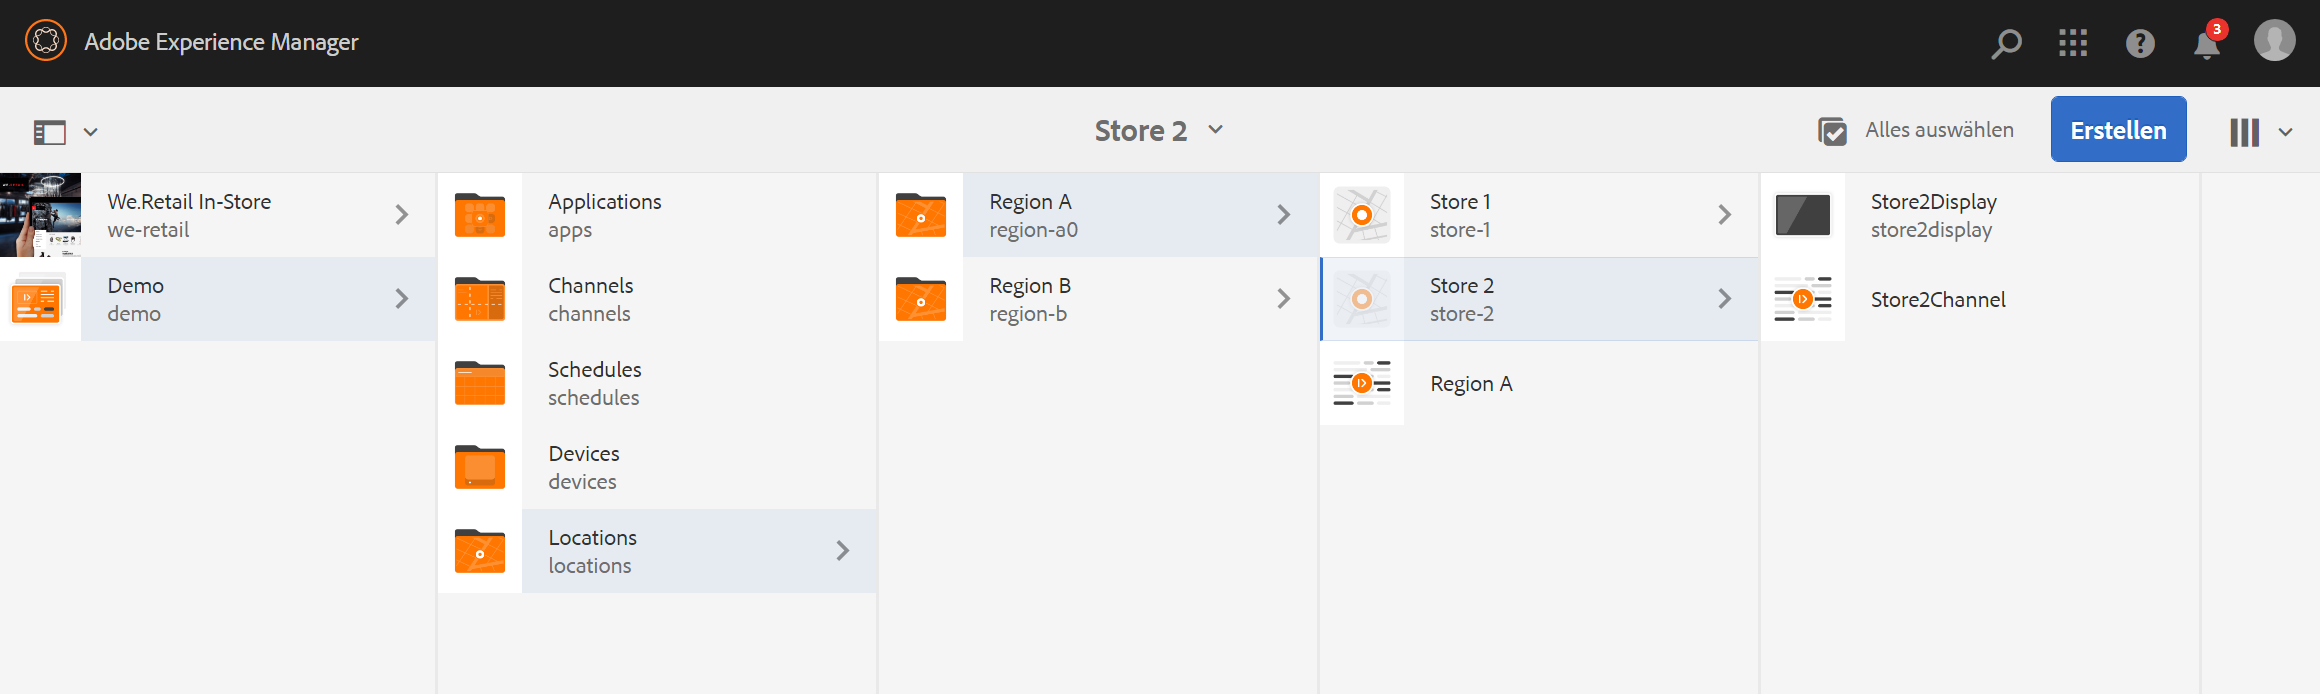 Adobe Experience Manager
3
Store 2
Alles auswählen
Erstellen
We.Retail In-Store
we-retail
Demo
demo
Applications
apps
Channels
channels
Schedules
schedules
Devices
devices
Locations
locations
Region A
region-a0
Region B
region-b
Store 1
store-1
Store 2
store-2
Region A
Store2Display
store2display
Store2Channel